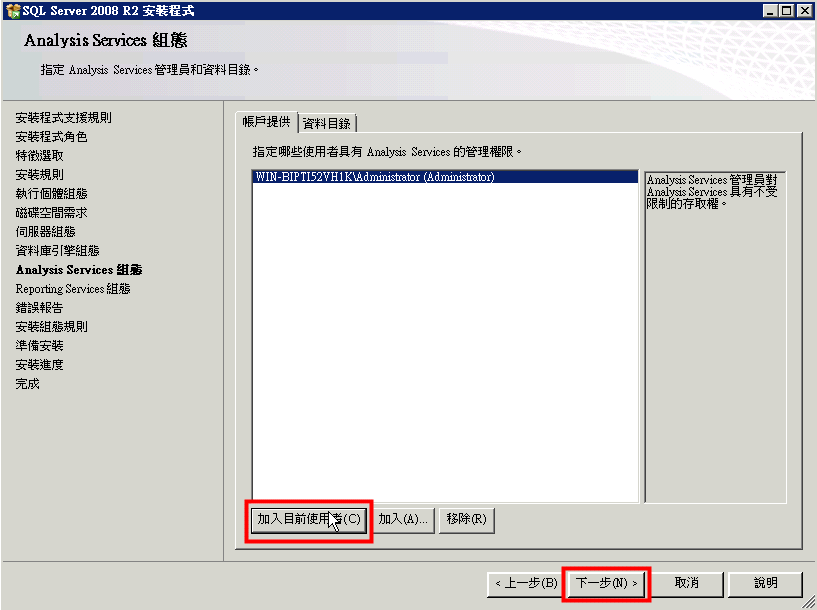 SQL Server 2008 R2 安裝程式
Analysis Services 組態
指定 Analysis Services 管理員和資料目錄。
安裝程式支援規則
安裝程式角色
特徵選取
安裝規則
執行個體組態
磁碟空間需求
伺服器組態
資料庫引擎組態
Analysis Services 組態
Reporting Services 組態
錯誤報告
安裝組態規則
準備安裝
安裝進度
完成
帳戶提供
資料目錄
指定哪些使用者具有 Analysis Services 的管理權限。
WIN-BIPTI52VH1K\Administrator (Administrator)
Analysis Services 管理員對
Analysis Services 具有不受
限制的存取權。
加入目前使用者(C)
加入(A)...
移除(R)
< 上一步(B)
下一步(N) >
取消
說明